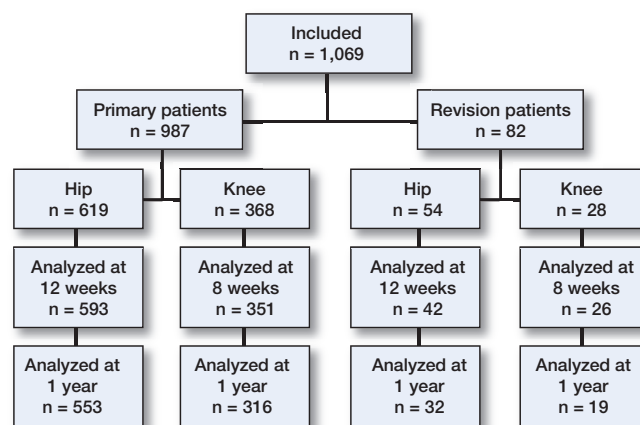 Included
n = 1,069
Primary patients
n = 987
Revision patients
n = 82
Hip
n = 619
Knee
n = 368
Hip
n = 54
Knee
n = 28
Analyzed at
12 weeks
n = 593
Analyzed at
8 weeks
n = 351
Analyzed at
12 weeks
n = 42
Analyzed at
8 weeks
n = 26
Analyzed at
1 year
n = 553
Analyzed at
1 year
n = 316
Analyzed at
1 year
n = 32
Analyzed at
1 year
n = 19